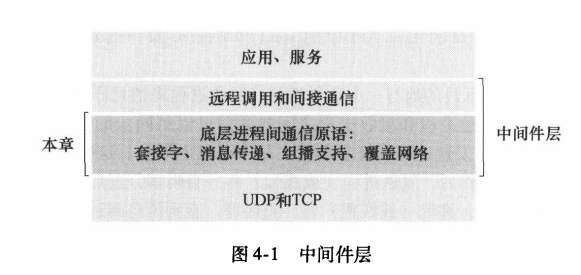 应用、服务
远程调用和间接通信
本章
底层进程间通信原语：
套接字、消息传递、组播支持、覆盖网络
中间件层
UDP和TCP
图 4-1 中间件层